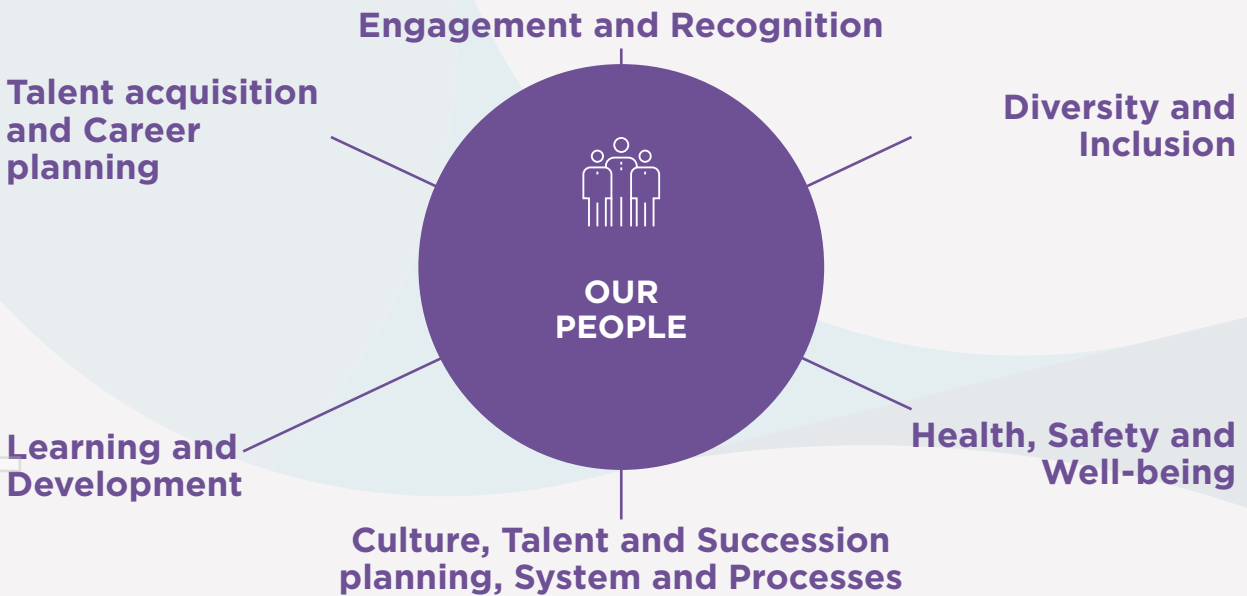 Engagement and Recognition
Talent acquisition
and Career
planning
Diversity and
Inclusion
OUR
PEOPLE
Learning and
Development
Health, Safety and
Well-being
Culture, Talent and Succession
planning, System and Processes